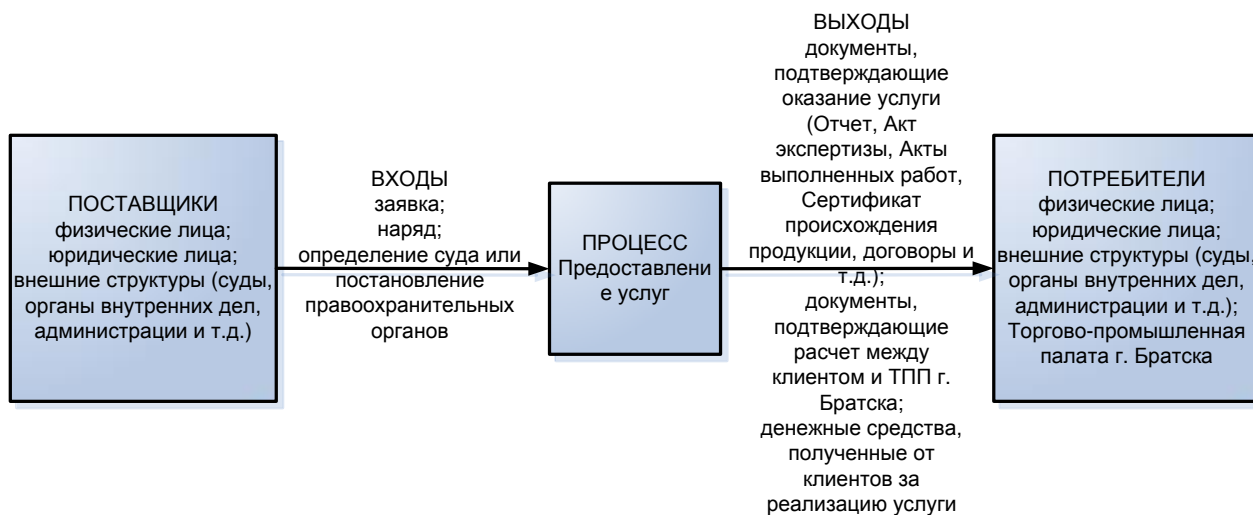 ПОСТАВЩИКИ
физические лица;
юридические лица;
внешние структуры (суды,
органы внутренних дел,
администрации и т.д.)
ВХОДЫ
заявка;
наряд;
определение суда или
постановление
правоохранительных
органов
ПРОЦЕСС
Предоставлени
е услуг
ВЫХОДЫ
документы,
подтверждающие
оказание услуги
(Отчет, Акт
экспертизы, Акты
выполненных работ,
Сертификат
происхождения
продукции, договоры и
т.д.);
документы,
подтверждающие
расчет между
клиентом и ТПП г.
Братска;
денежные средства,
полученные от
клиентов за
реализацию услуги
ПОТРЕБИТЕЛИ
физические лица;
юридические лица;
внешние структуры (суды,
органы внутренних дел,
администрации и т.д.);
Торгово-промышленная
палата г. Братска